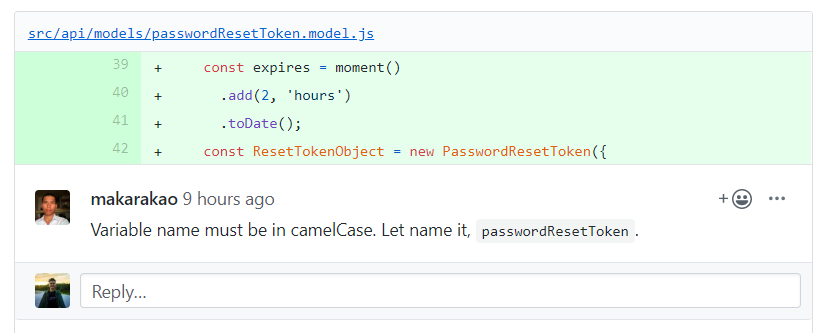 src/api/models/passwordResetToken.model.js
39 + const expires = moment()
40 + .add(2, 'hours')
41 + .toDate();
42 + const ResetTokenObject = new PasswordResetToken({
makarakao 9 hours ago
+
Variable name must be in camelCase. Let name it, passwordResetToken.
Reply...